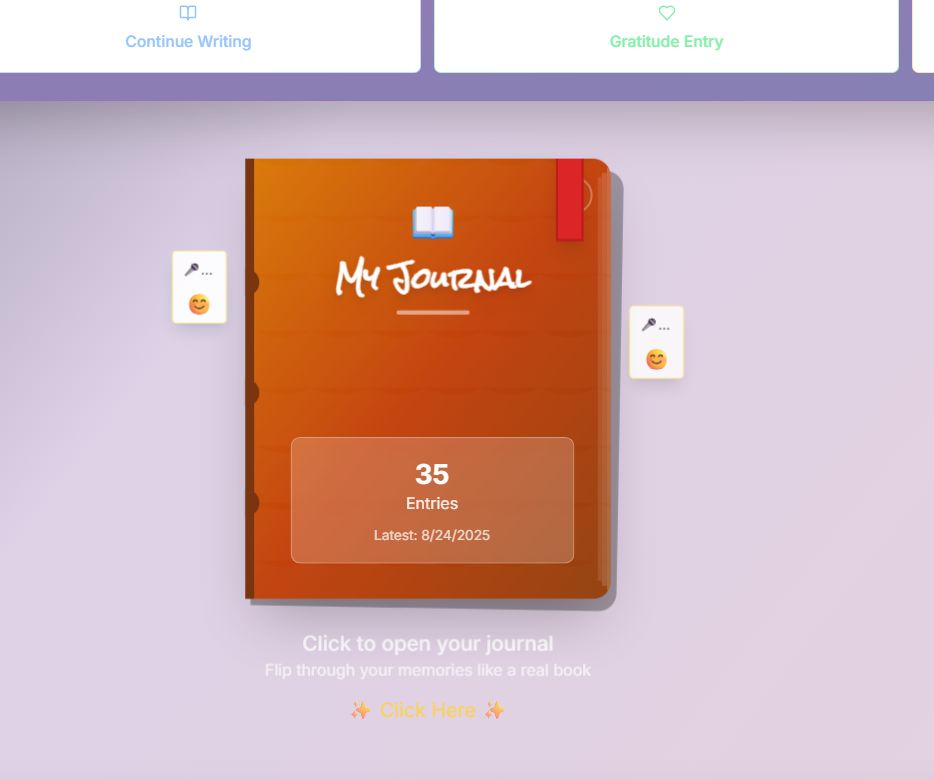 Continue Writing
Gratitude Entry
My Journal
...
...
35
Entries
Latest: 8/24/2025
Click to open your journal
Flip through your memories like a real book
✨ Click Here ✨